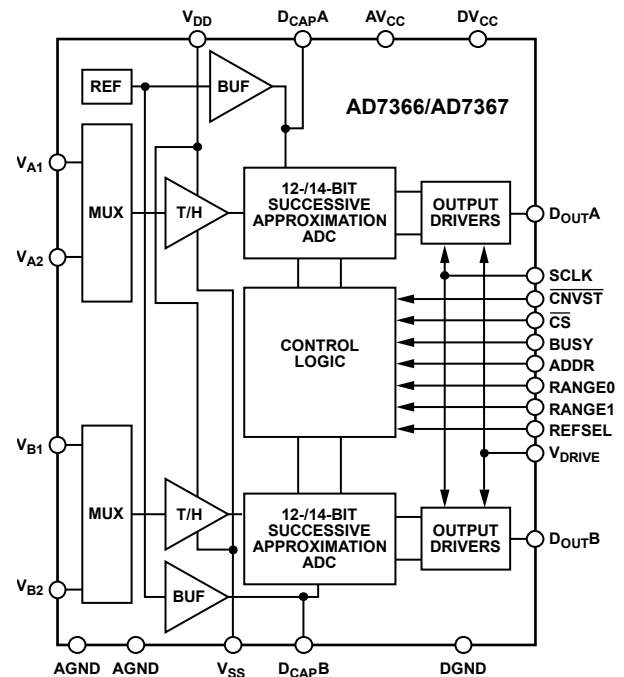 VDD DCAPA AVCC DVCC
REF
BUF
AD7366/AD7367
VA1
MUX
T/H
12-/14-BIT
SUCCESSIVE
APPROXIMATION
ADC
OUTPUT
DRIVERS
DOUTA
VA2
SCLK
CNVST
CS
BUSY
ADDR
RANGE0
RANGE1
REFSEL
VDRIVE
CONTROL
LOGIC
VB1
MUX
T/H
12-/14-BIT
SUCCESSIVE
APPROXIMATION
ADC
OUTPUT
DRIVERS
DOUTB
VB2
BUF
AGND AGND VSS DCAPB DGND